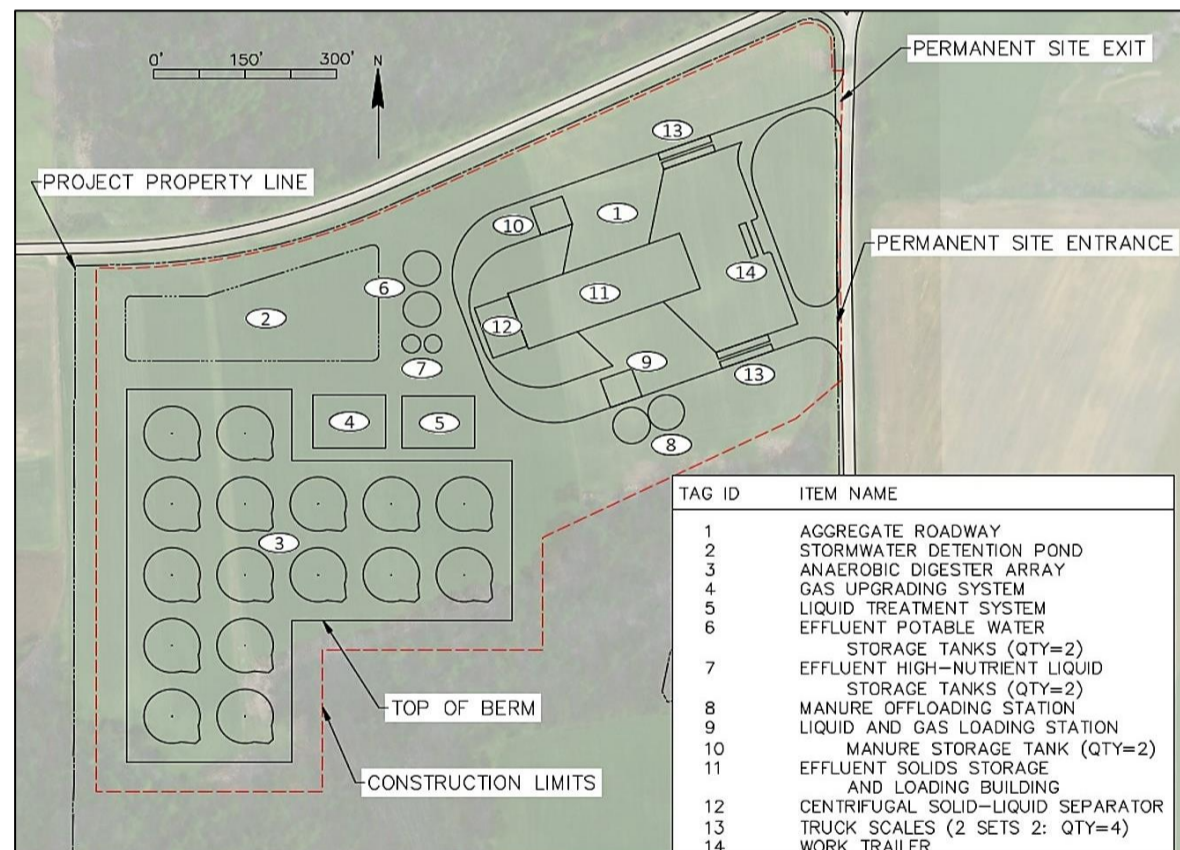 0' 150' 300'
N
PERMANENT SITE EXIT
13
PROJECT PROPERTY LINE
10
1
PERMANENT SITE ENTRANCE
6
14
11
2
12
7
9
13
4
5
8
3
TOP OF BERM
CONSTRUCTION LIMITS
TAG ID ITEM NAME
1 AGGREGATE ROADWAY
2 STORMWATER DETENTION POND
3 ANAEROBIC DIGESTER ARRAY
4 GAS UPGRADING SYSTEM
5 LIQUID TREATMENT SYSTEM
6 EFFLUENT POTABLE WATER
STORAGE TANKS (QTY=2)
7 EFFLUENT HIGH-NUTRIENT LIQUID
STORAGE TANKS (QTY=2)
8 MANURE OFFLOADING STATION
9 LIQUID AND GAS LOADING STATION
10 MANURE STORAGE TANK (QTY=2)
11 EFFLUENT SOLIDS STORAGE
AND LOADING BUILDING
12 CENTRIFUGAL SOLID-LIQUID SEPARATOR
13 TRUCK SCALES (2 SETS 2: QTY=4)
14 WORK TRAILER